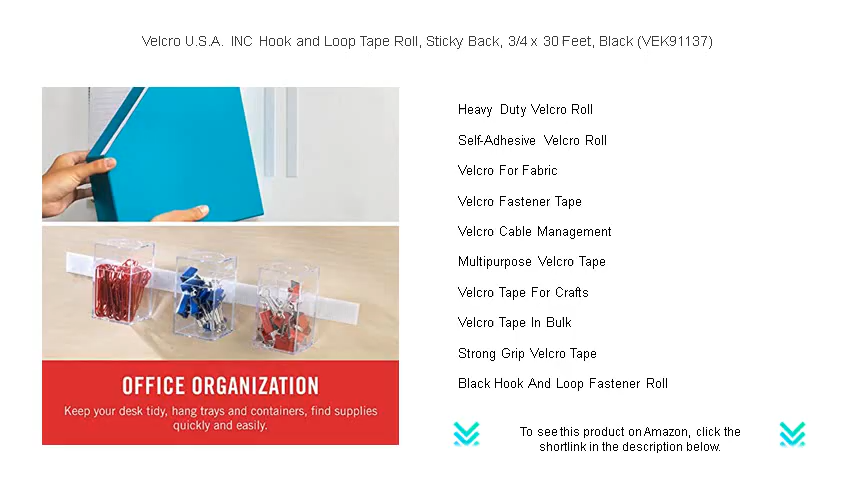 Velcro U.S.A. INC Hook and Loop Tape Roll, Sticky Back, 3/4 x 30 Feet, Black (VEK91137)
Heavy Duty Velcro Roll
Self-Adhesive Velcro Roll
Velcro For Fabric
Velcro Fastener Tape
Velcro Cable Management
Multipurpose Velcro Tape
Velcro Tape For Crafts
Velcro Tape In Bulk
Strong Grip Velcro Tape
Black Hook And Loop Fastener Roll
OFFICE ORGANIZATION
Keep your desk tidy, hang trays and containers, find supplies
quickly and easily.
To see this product on Amazon, click the
shortlink in the description below.